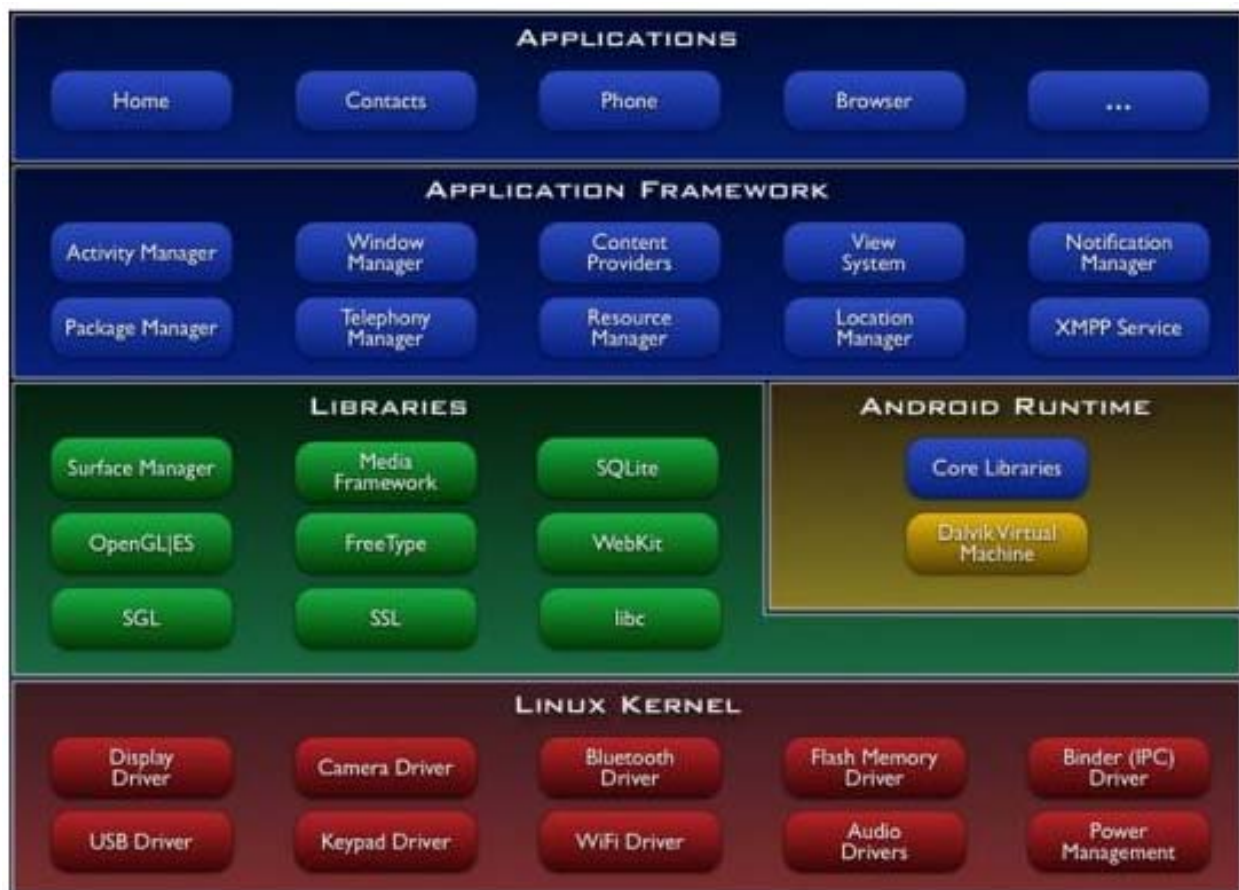 APPLICATIONS
Home
Contacts
Phone
Browser
...
APPLICATION FRAMEWORK
Activity Manager
Window
Manager
Content
Providers
View
System
Notification
Manager
Package Manager
Telephony
Manager
Resource
Manager
Location
Manager
XMPP Service
LIBRARIES
Surface Manager
Media
Framework
SQLite
OpenGL|ES
FreeType
WebKit
SGL
SSL
libc
ANDROID RUNTIME
Core Libraries
Dalvik Virtual
Machine
LINUX KERNEL
Display
Driver
Camera Driver
Bluetooth
Driver
Flash Memory
Driver
Binder (IPC)
Driver
USB Driver
Keypad Driver
WiFi Driver
Audio
Drivers
Power
Management